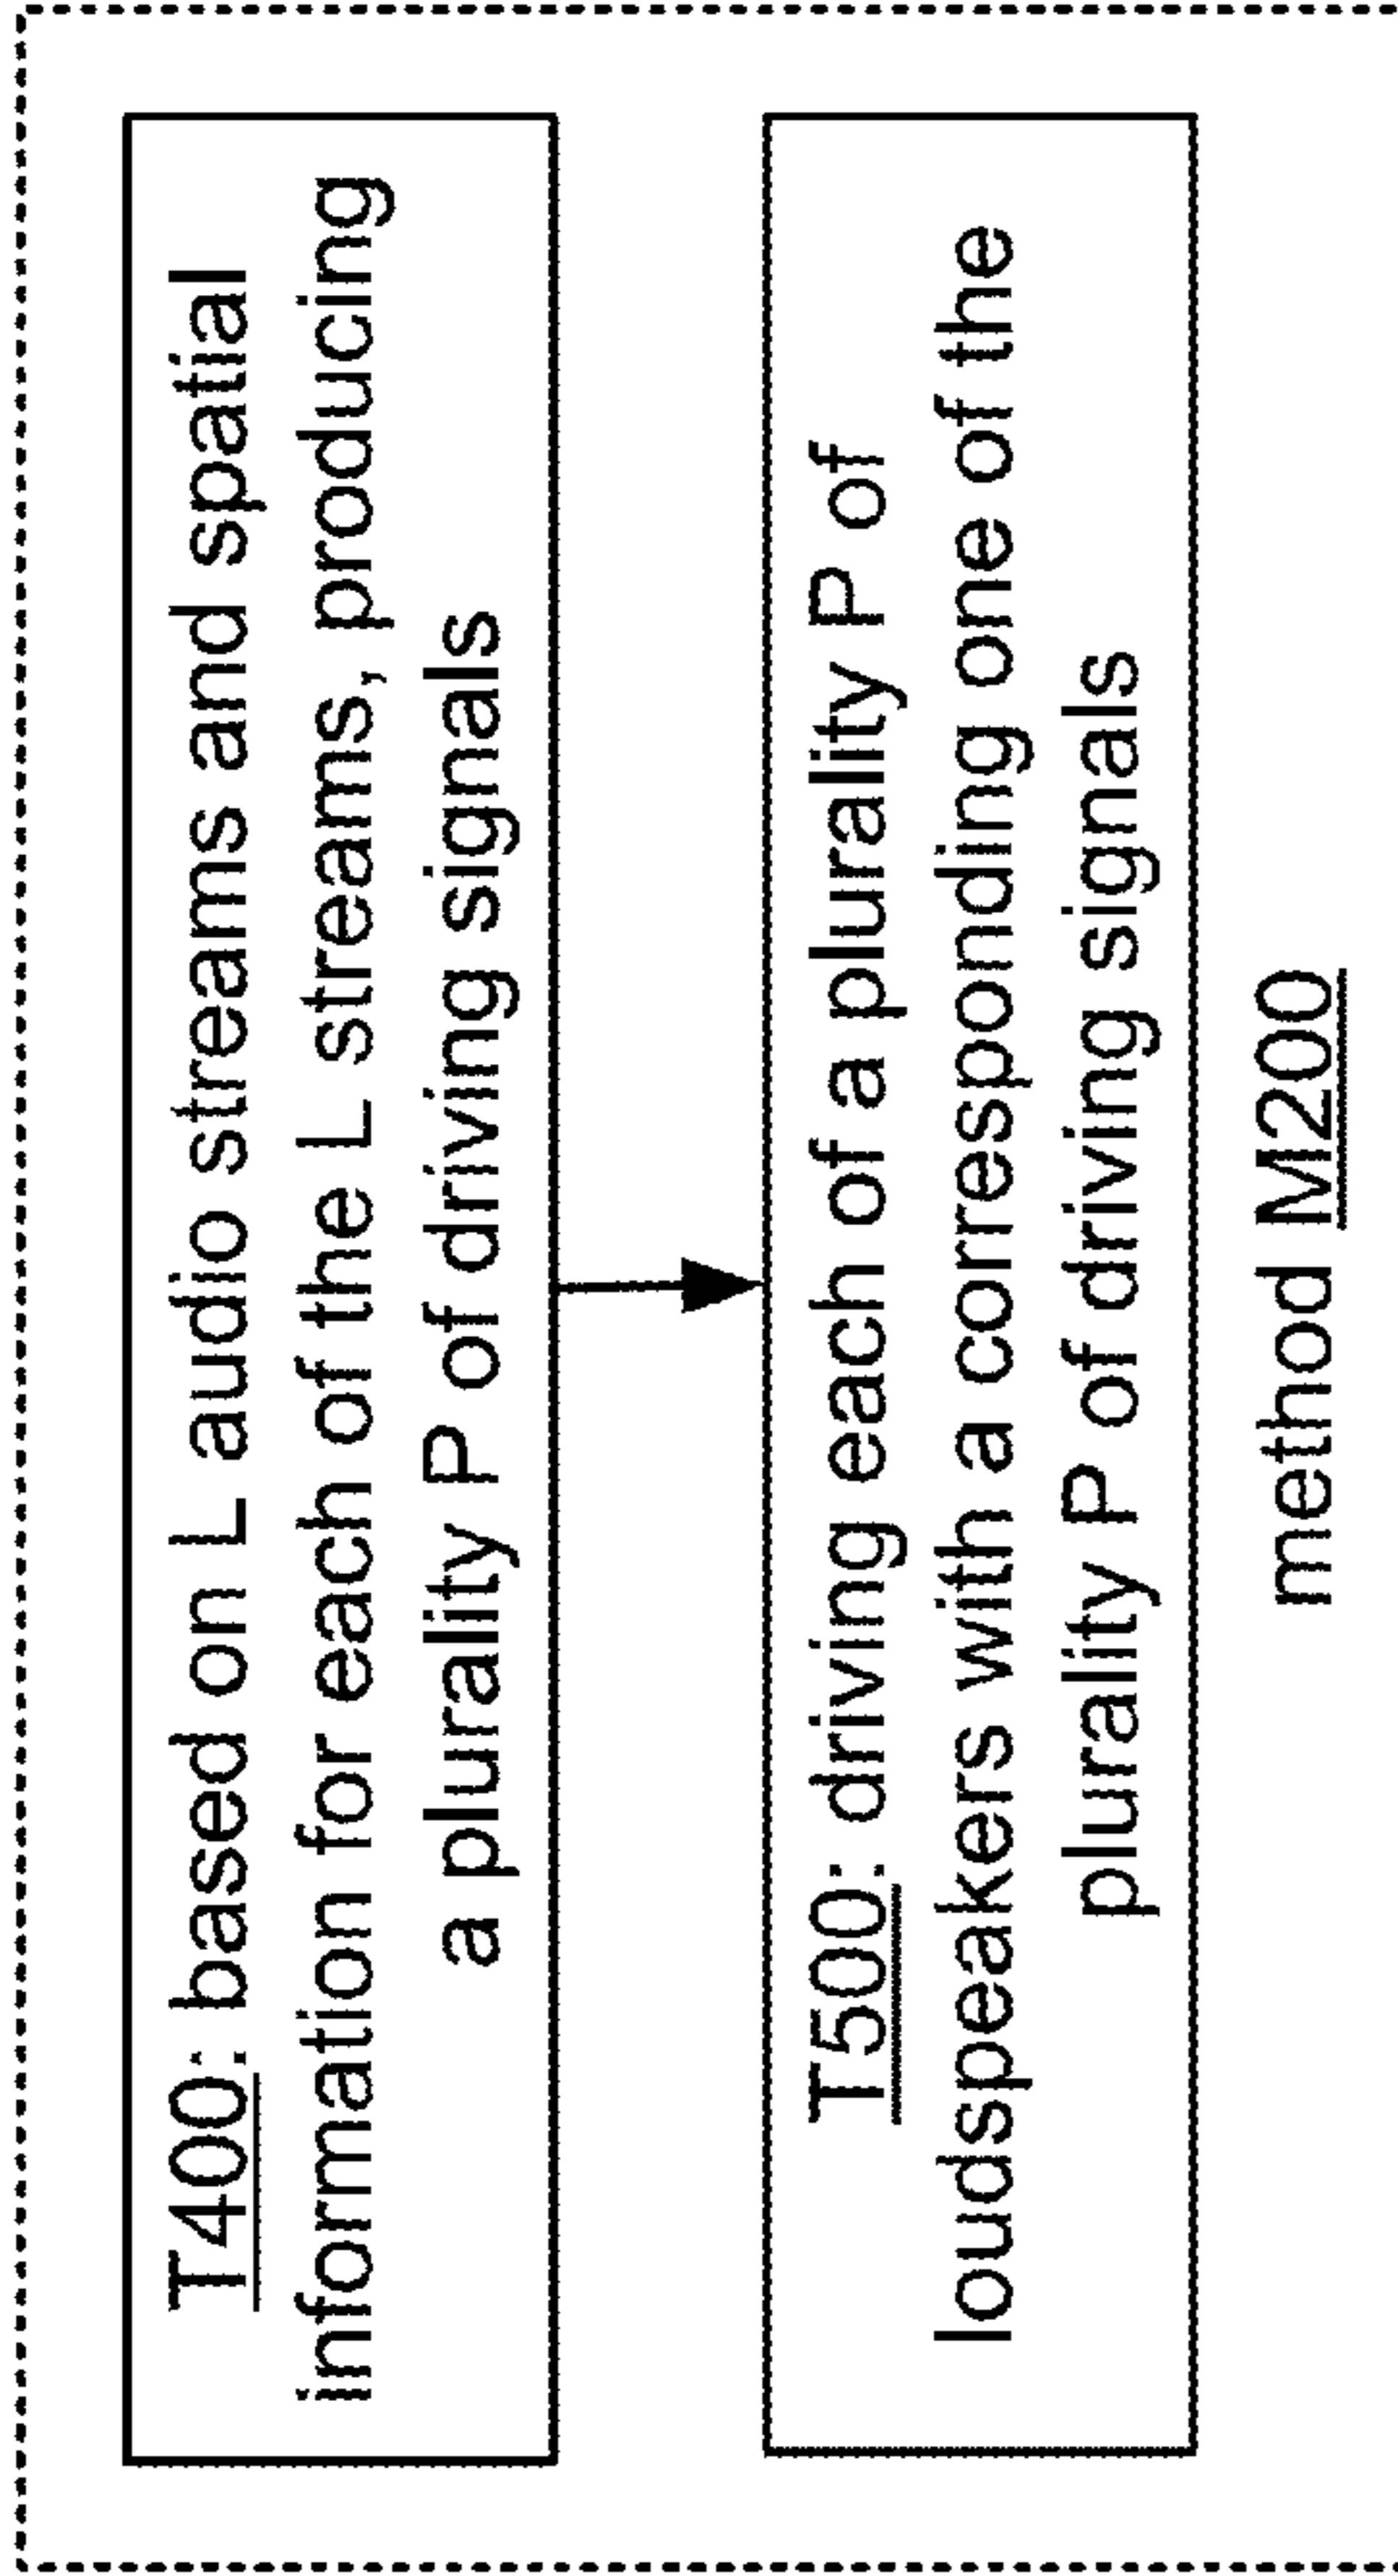 T400: based on L audio streams and spatial
information for each of the L streams, producing
a plurality P of driving signals
T500: driving each of a plurality P of
loudspeakers with a corresponding one of the
plurality P of driving signals
method M200